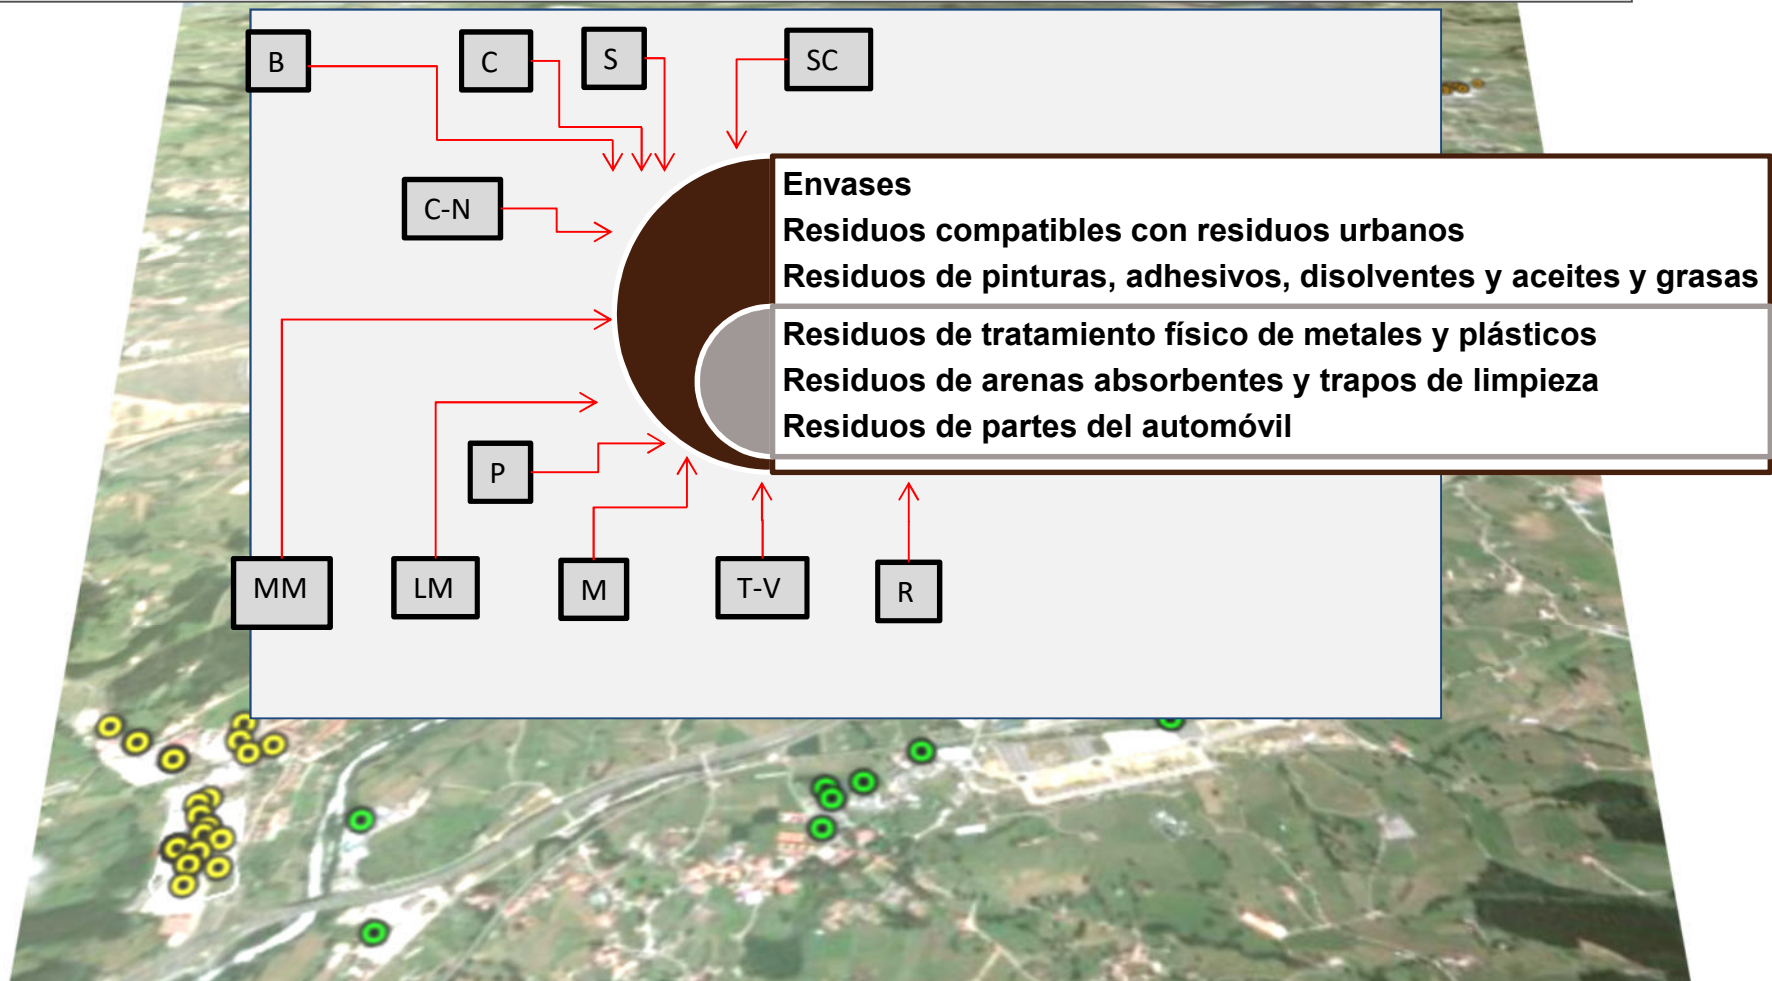 B
C
S
SC
C-N
Envases
Residuos compatibles con residuos urbanos
Residuos de pinturas, adhesivos, disolventes y aceites y grasas
Residuos de tratamiento físico de metales y plásticos
Residuos de arenas absorbentes y trapos de limpieza
Residuos de partes del automóvil
P
MM
LM
M
T-V
R